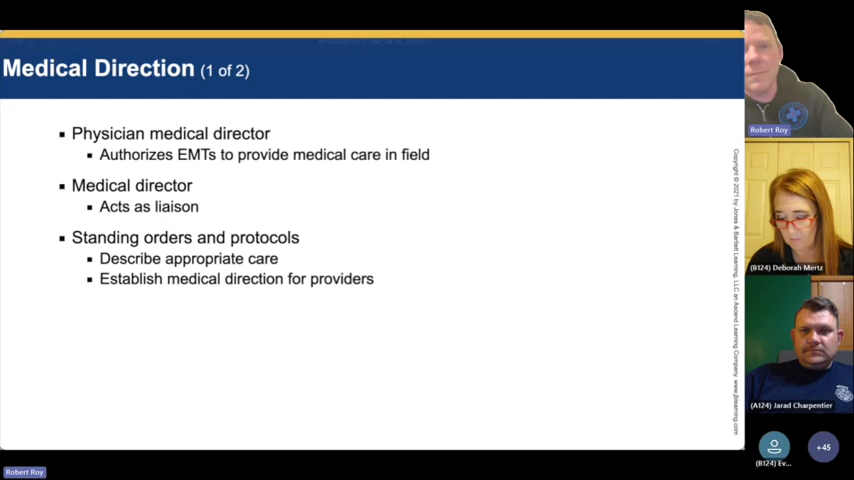 Medical Direction (1 of 2)
▪ Physician medical director
▪ Authorizes EMTs to provide medical care in field
▪ Medical director
▪ Acts as liaison
▪ Standing orders and protocols
▪ Describe appropriate care
▪ Establish medical direction for providers
Copyright © 2021 by Jones & Bartlett Learning, LLC an Ascend Learning Company. www.jblearning.com
Robert Roy
(B124) Deborah Mertz
(A124) Jarad Charpentier
(B124) Ev...
+45
Robert Roy